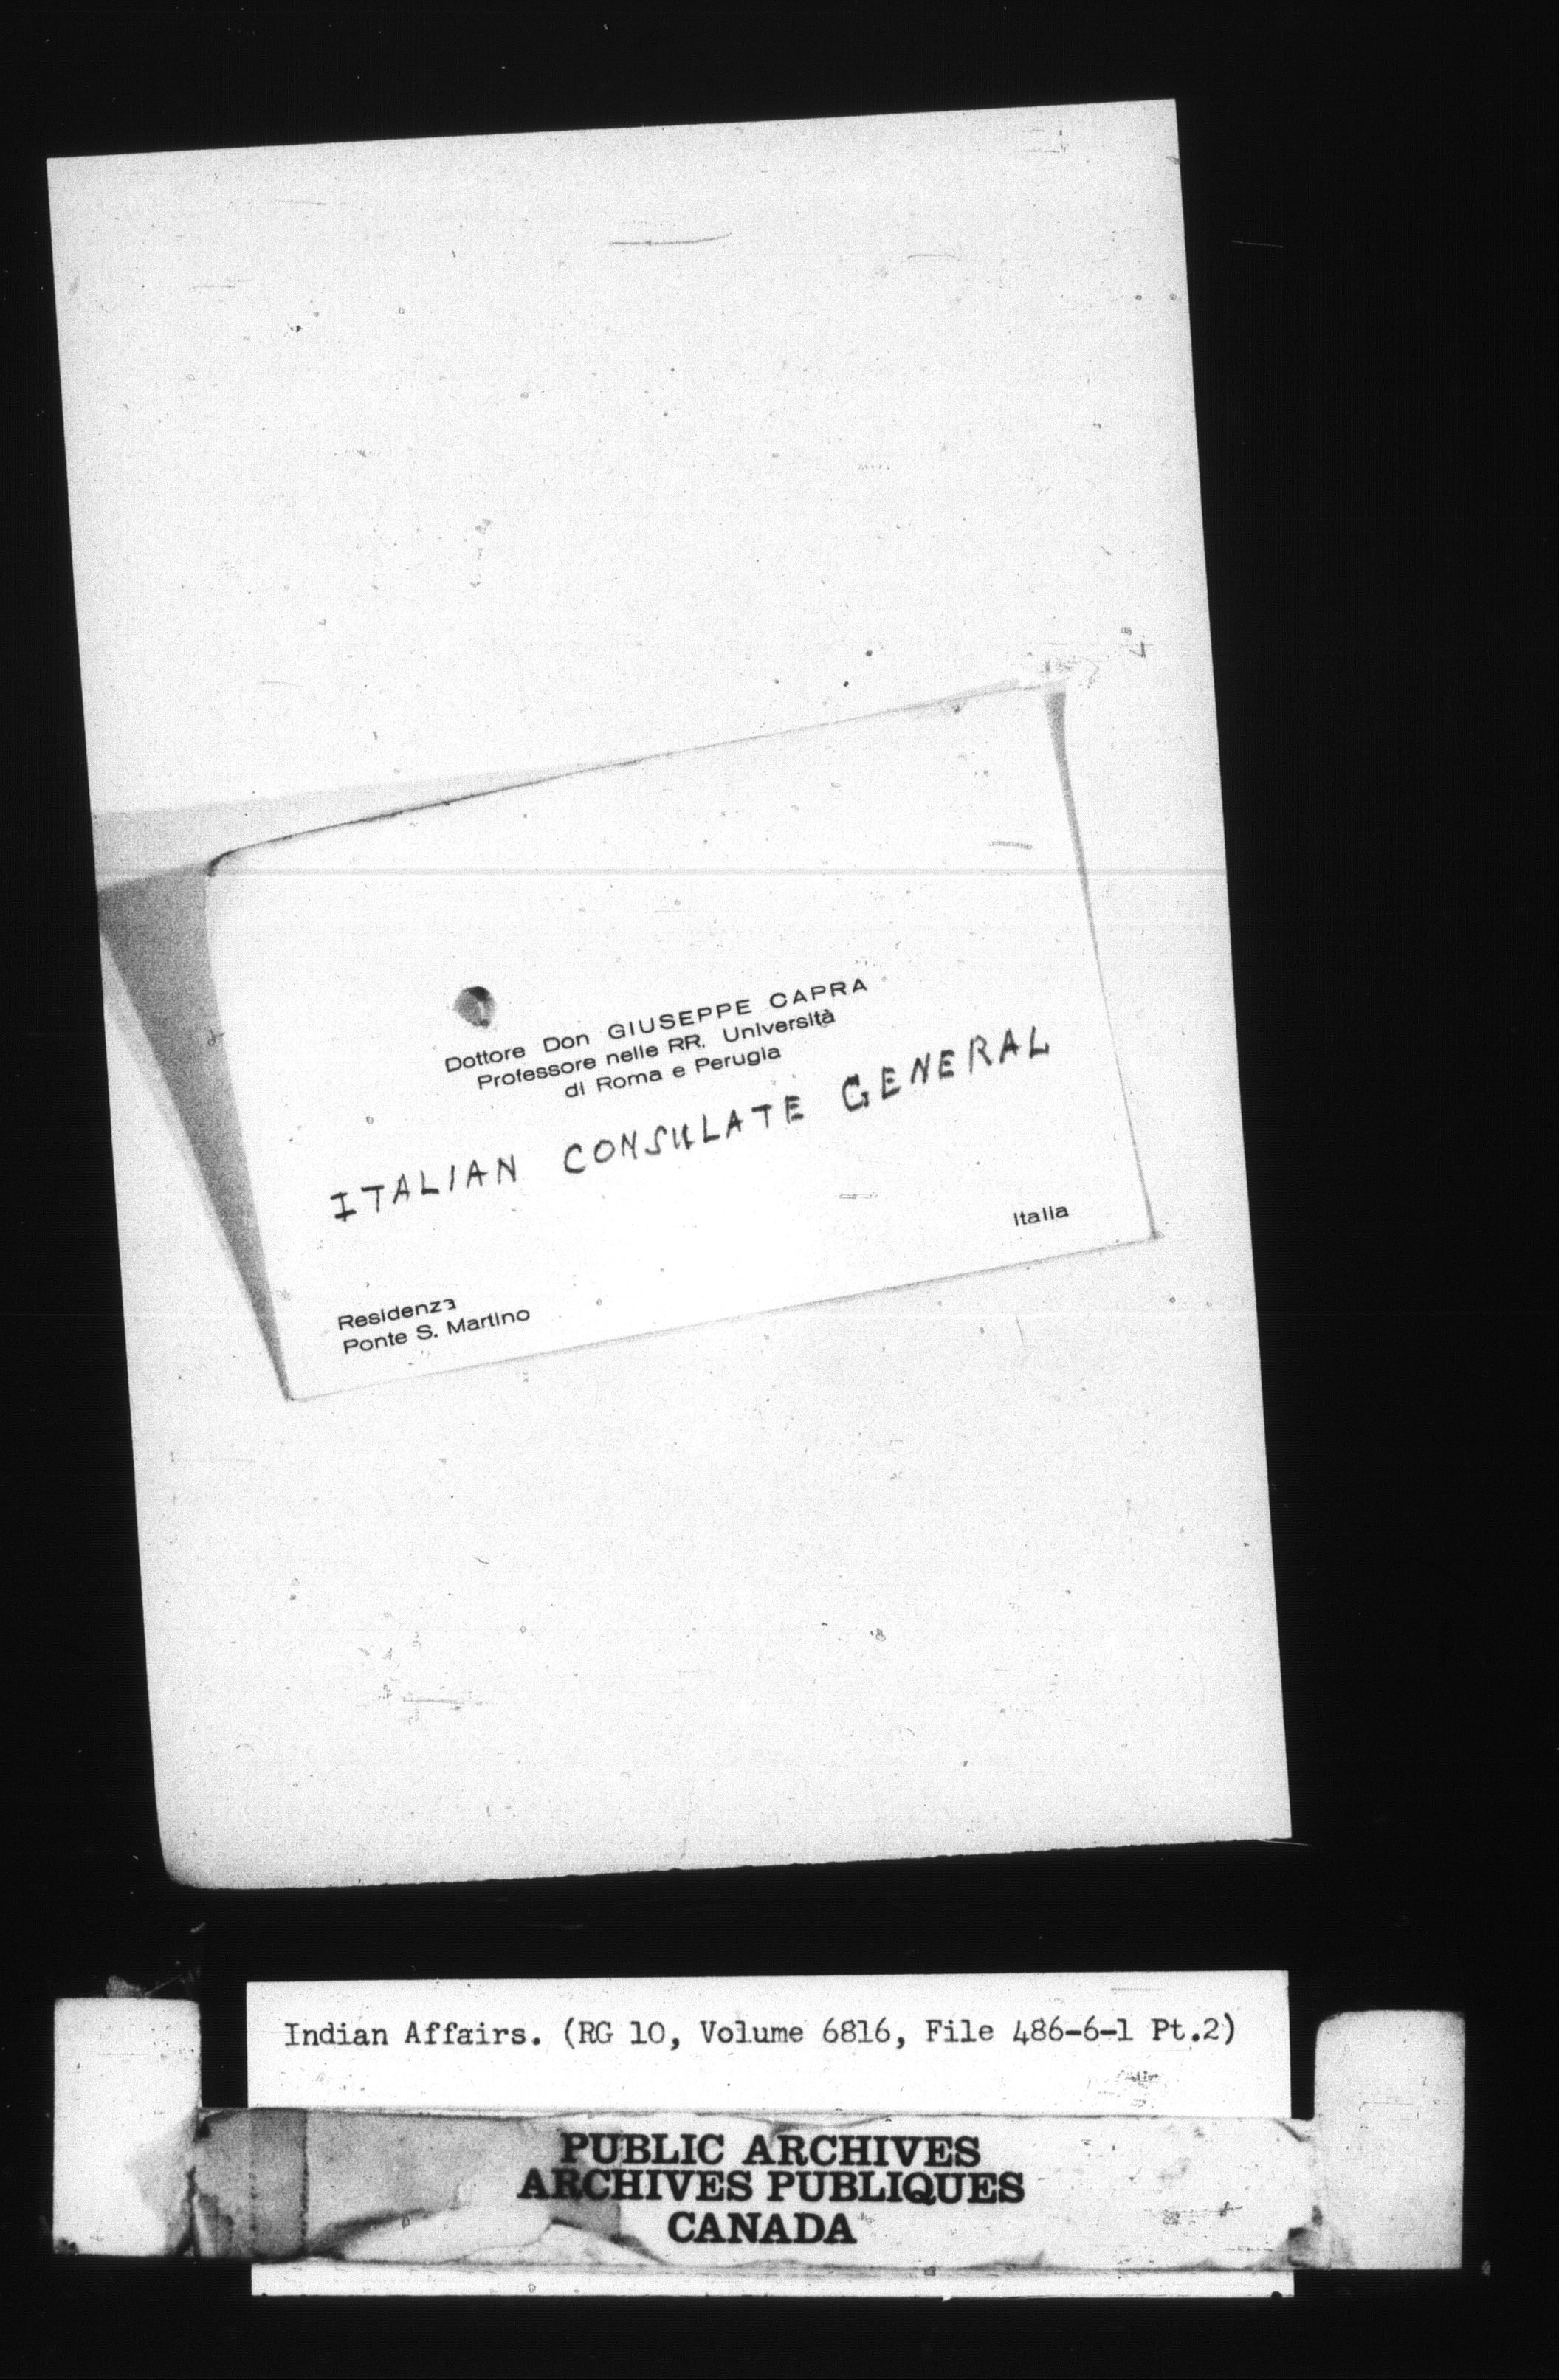 Dottore Don GIUSEPPE CAPRA
Professore nelle RR. Università
di Roma e Perugia
ITALIAN CONSULATE GENERAL
Italia
Residenza
Ponte S. Martino
Indian Affairs. (RG 10, Volume 6816, File 486-6-1 Pt.2)
PUBLIC ARCHIVES
ARCHIVES PUBLIQUES
CANADA